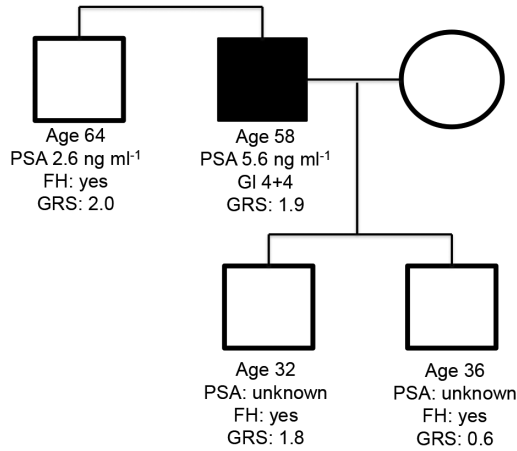 Age 64
PSA 2.6 ng ml-1
FH: yes
GRS: 2.0
Age 58
PSA 5.6 ng ml-1
Gl 4+4
GRS: 1.9
Age 32
PSA: unknown
FH: yes
GRS: 1.8
Age 36
PSA: unknown
FH: yes
GRS: 0.6